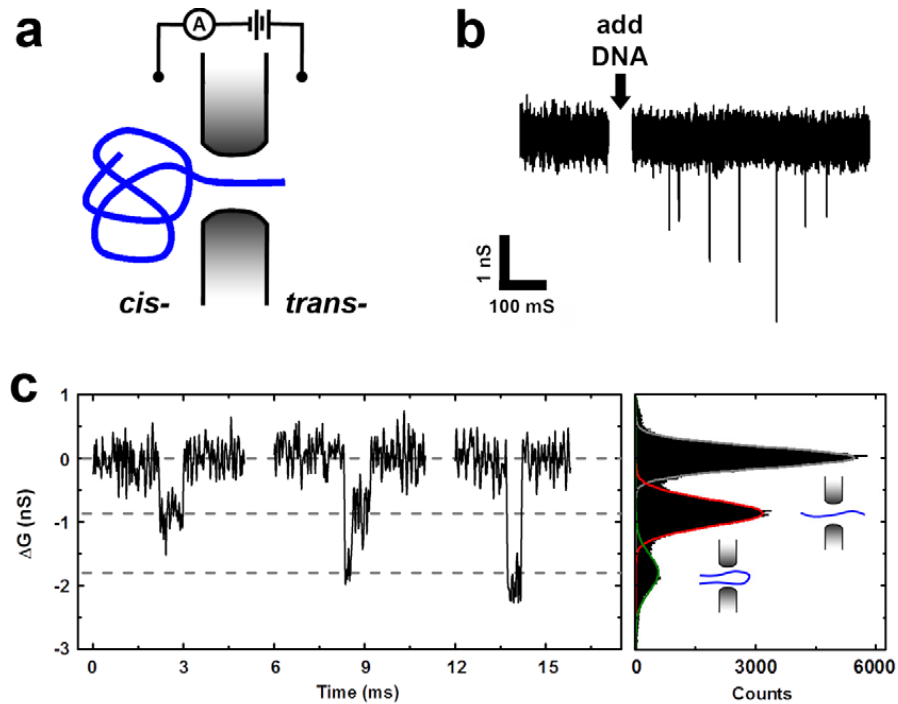 a
A
cis-
trans-
b
add
DNA
1 nS
100 mS
c
ΔG (nS)
1
0
-1
-2
-3
0
3
6
9
12
15
Time (ms)
0
3000
6000
Counts